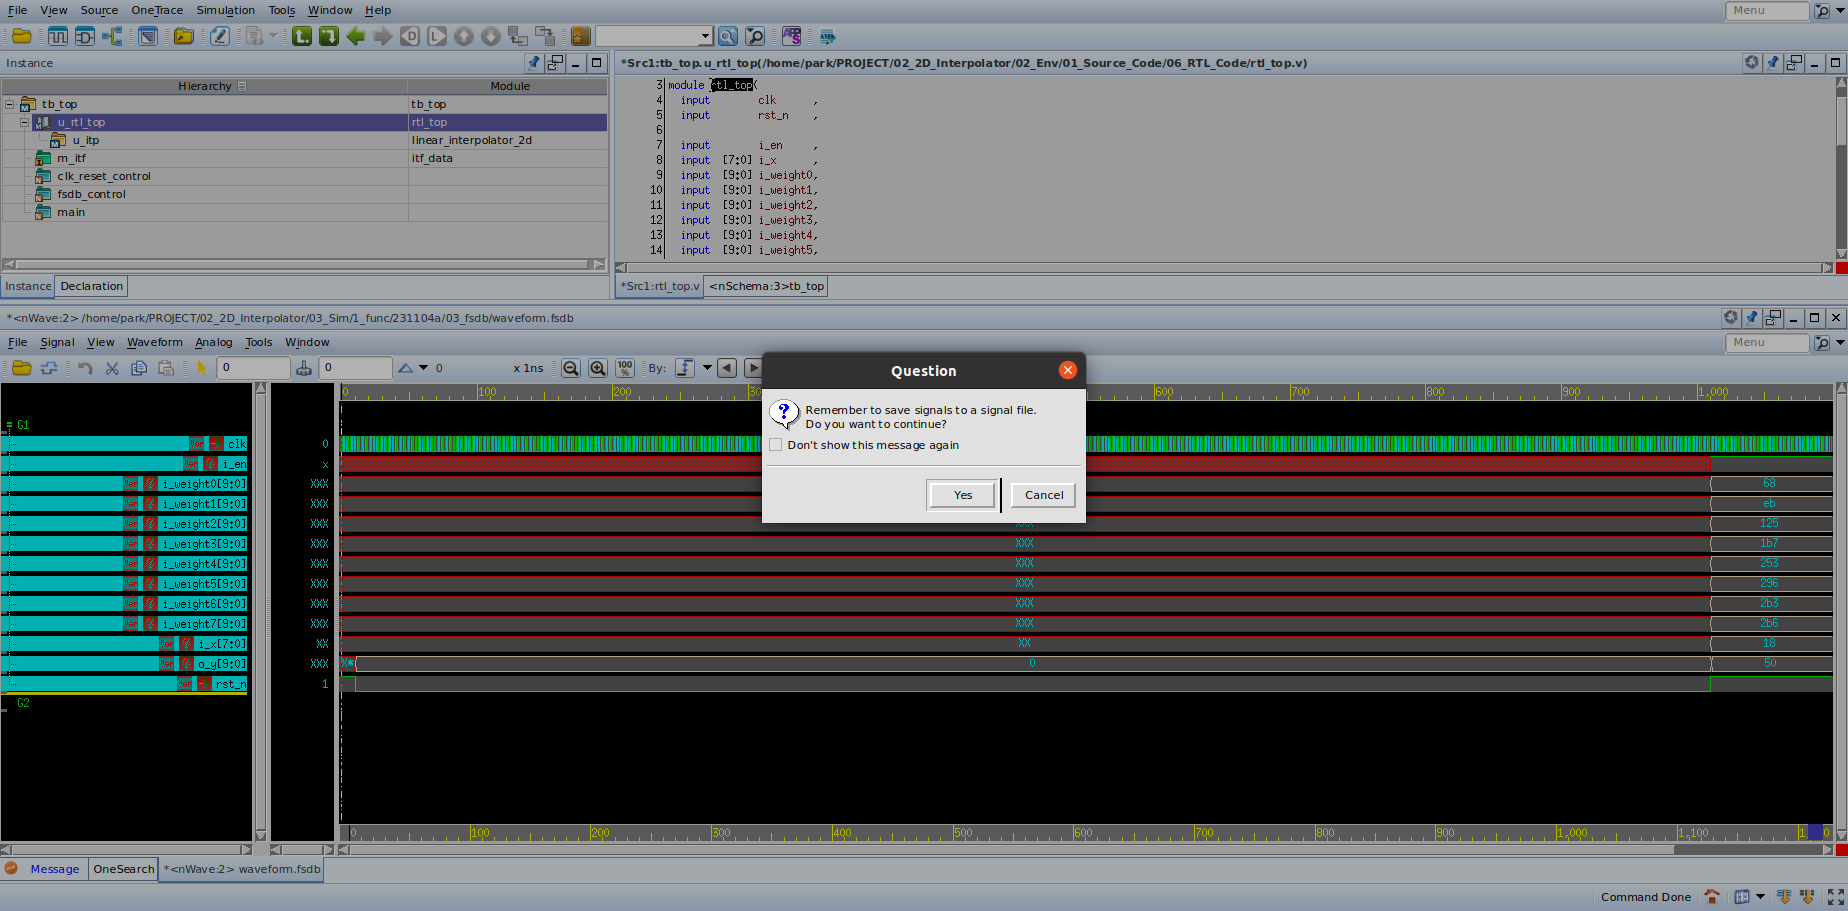 File View Source OneTrace Simulation Tools Window Help Menu
Instance
*Src1:tb_top.u_rtl_top(/home/park/PROJECT/02_2D_Interpolator/02_Env/01_Source_Code/06_RTL_Code/rtl_top.v)
Hierarchy Module
tb_top tb_top
u_rtl_top rtl_top
u_itp linear_interpolator_2d
m_itf itf_data
clk_reset_control
fsdb_control
main
3 module rtl_top(
4 input clk ,
5 input rst_n ,
6
7 input i_en ,
8 input [7:0] i_x ,
9 input [9:0] i_weight0,
10 input [9:0] i_weight1,
11 input [9:0] i_weight2,
12 input [9:0] i_weight3,
13 input [9:0] i_weight4,
14 input [9:0] i_weight5,
Instance Declaration
*Src1:rtl_top.v <nSchema:3>tb_top
*<nWave:2> /home/park/PROJECT/02_2D_Interpolator/03_Sim/1_func/231104a/03_fsdb/waveform.fsdb
File Signal View Waveform Analog Tools Window Menu
0 0 0 x 1ns 100 % By:
0 100 200 600 700 800 900 1,000
= G1
clk 0
i_en x
i_weight0[9:0] XXX 68
i_weight1[9:0] XXX eb
i_weight2[9:0] XXX XXX 125
i_weight3[9:0] XXX XXX 1b7
i_weight4[9:0] XXX XXX 253
i_weight5[9:0] XXX XXX 296
i_weight6[9:0] XXX XXX 2b3
i_weight7[9:0] XXX XXX 2b6
i_x[7:0] XX XX 18
o_y[9:0] XXX X* 0 50
rst_n 1
G2
Question
Remember to save signals to a signal file.
Do you want to continue?
Don't show this message again
Yes Cancel
0 100 200 300 400 500 600 700 800 900 1,000 1,100
Message OneSearch *<nWave:2> waveform.fsdb
Command Done